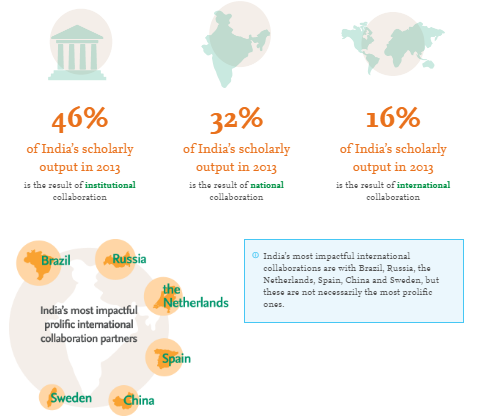 46%
of India's scholarly
output in 2013
is the result of institutional
collaboration
32%
of India's scholarly
output in 2013
is the result of national
collaboration
16%
of India's scholarly
output in 2013
is the result of international
collaboration
Brazil
Russia
the
Netherlands
India's most impactful
prolific international
collaboration partners
Spain
Sweden
China
India's most impactful international
collaborations are with Brazil, Russia, the
Netherlands, Spain, China and Sweden, but
these are not necessarily the most prolific
ones.